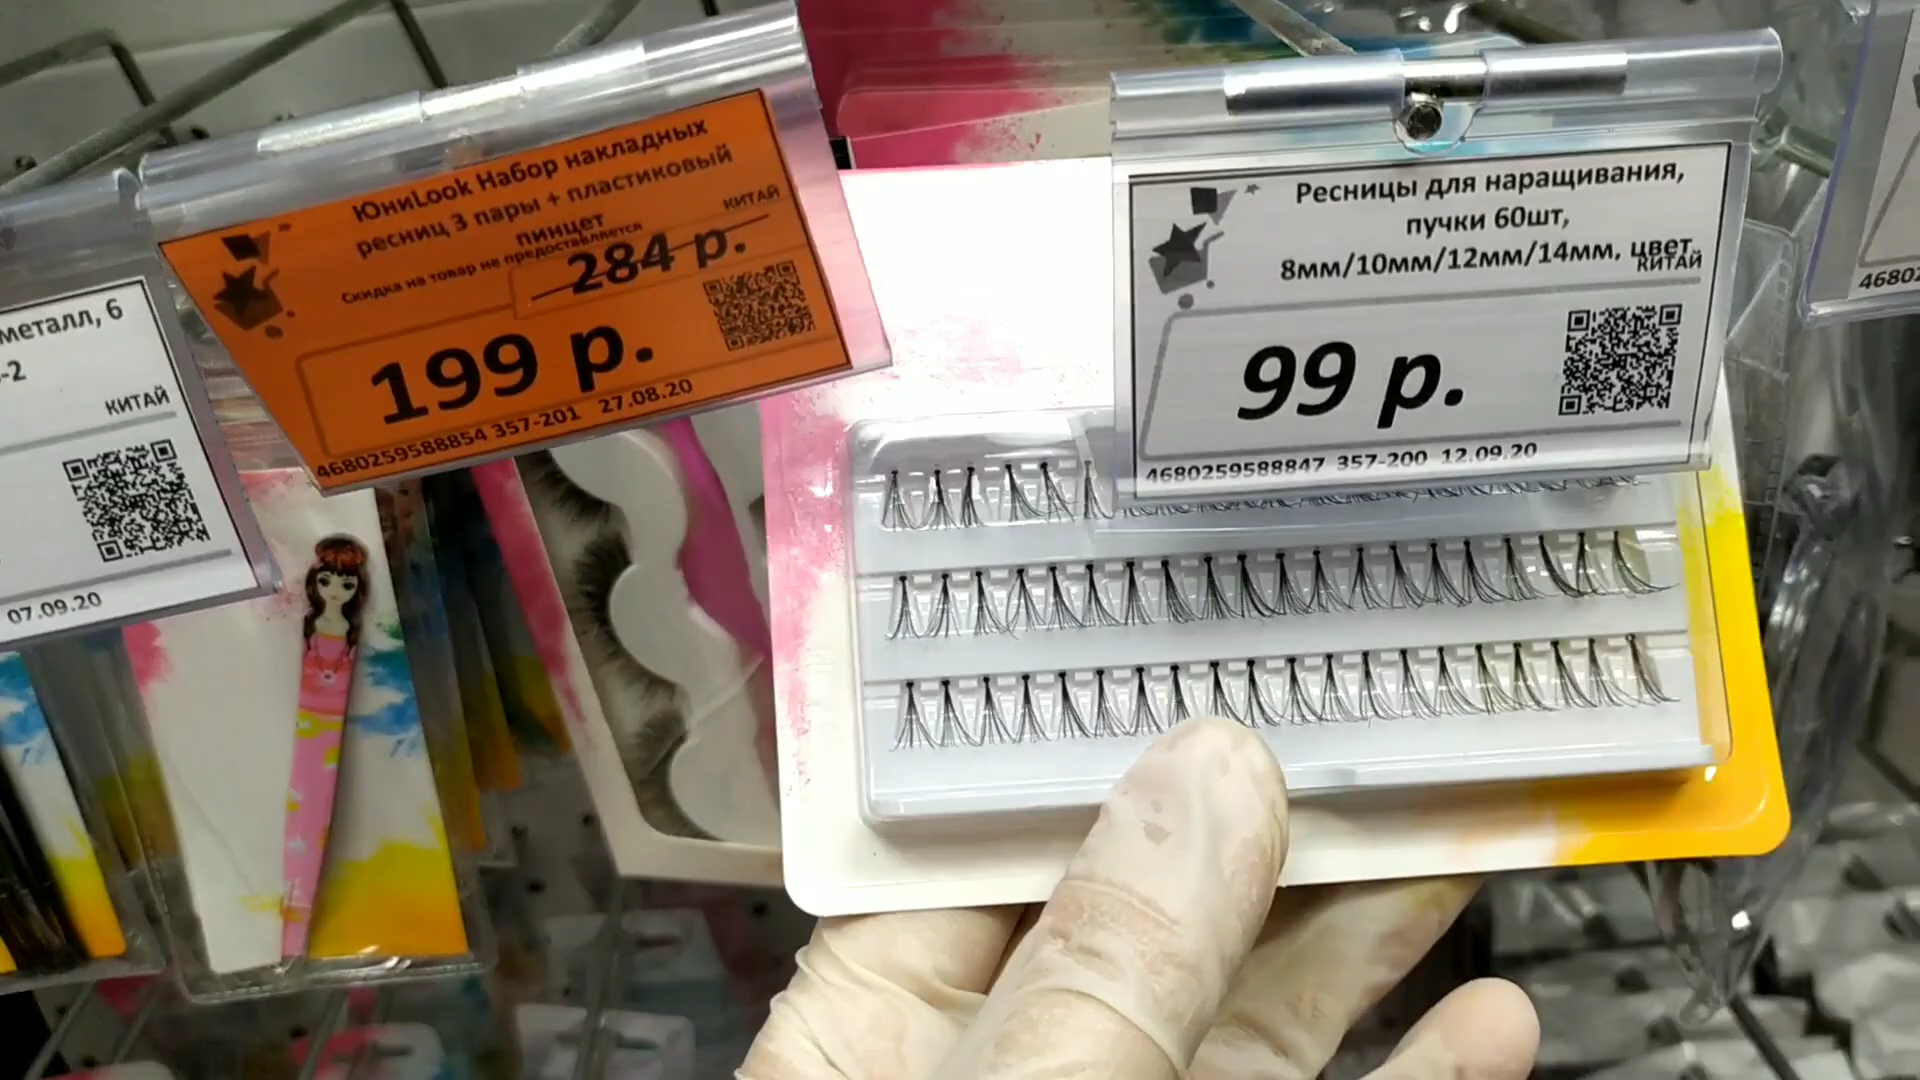 металл, 6
-2
КИТАЙ
07.09.20
ЮниLook Набор накладных
ресниц 3 пары + пластиковый
пинцет
КИТАЙ
Скидка на товар не предоставляется
284 р.
199 р.
4680259588854 357-201 27.08.20
Ресницы для наращивания,
пучки 60шт,
8мм/10мм/12мм/14мм, цвет
КИТАЙ
99 р.
4680259588847 357-200 12.09.20
46802